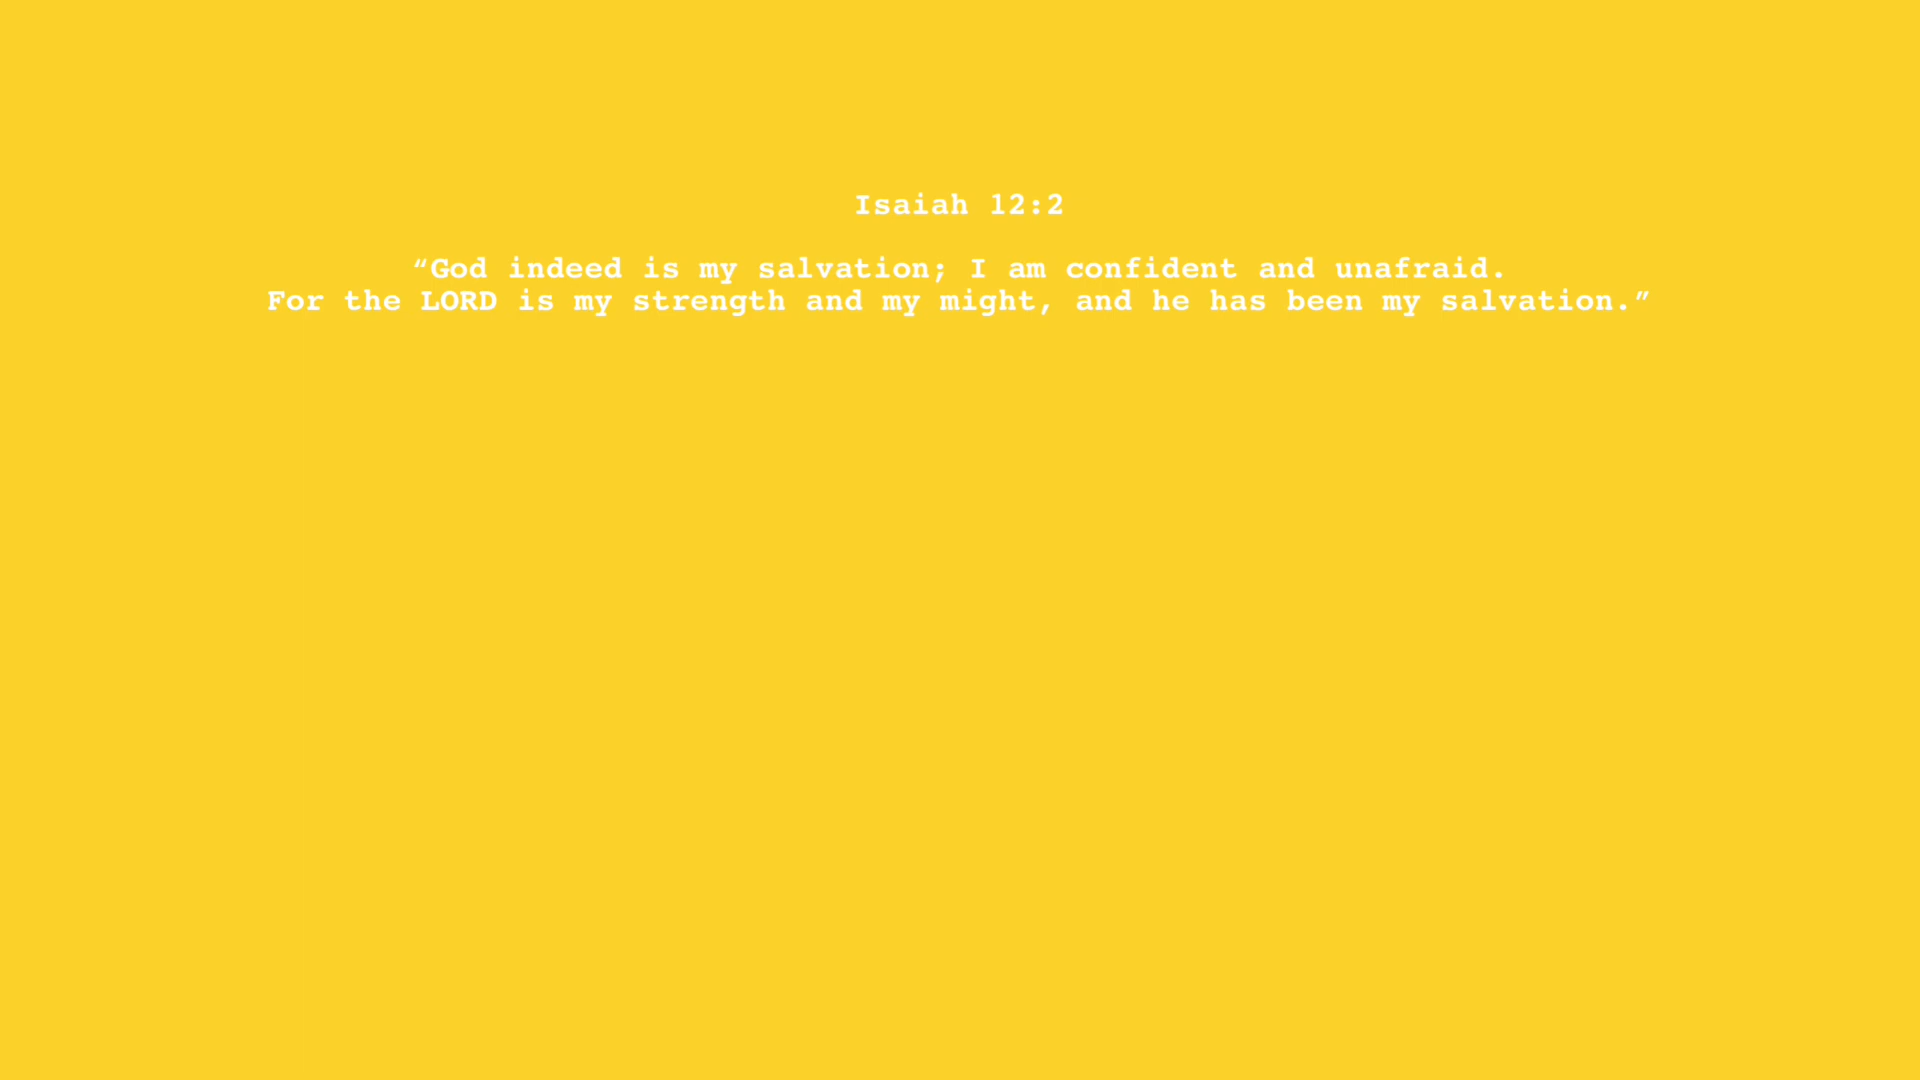 Isaiah 12:2
“God indeed is my salvation; I am confident and unafraid.
For the LORD is my strength and my might, and he has been my salvation.”